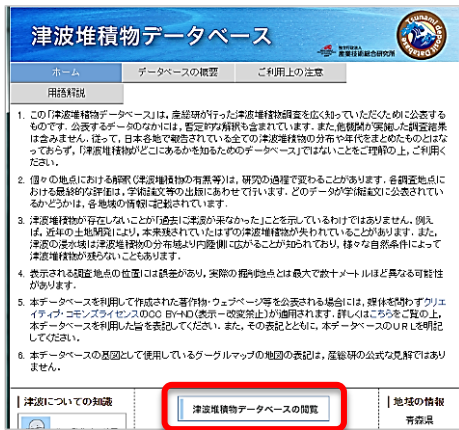 津波堆積物データベース
産業技術総合研究所
Tsunami deposit Database
ホーム
データベースの概要
ご利用上の注意
用語解説
1. この「津波堆積物データベース」は，産総研が行った津波堆積物調査を広く知っていただくために公表する
ものです．公表するデータのなかには，暫定的な解釈も含まれています．また，他機関が実施した調査結果
は含みません．従って，日本各地で報告されている全ての津波堆積物の分布や年代をまとめたものとはな
っておらず，「津波堆積物がどこにあるかを知るためのデータベース」ではないことをご理解の上，ご利用く
ださい．
2. 個々の地点における解釈（津波堆積物の有無等）は，研究の過程で変わることがあります．各調査地点に
おける最終的な評価は，学術論文等の出版にあわせて行います．どのデータが学術論文に公表されてい
るかどうかは，各地域の情報に記載されています．
3. 津波堆積物が存在しないことが「過去に津波が来なかった」ことを示しているわけではありません．例え
ば，近年の土地開発により，本来残されていたはずの津波堆積物が失われていることがあります．また，
津波の浸水域は津波堆積物の分布域より内陸側に広がることが知られており，様々な自然条件によって
津波堆積物が残らないこともあります．
4. 表示される調査地点の位置には誤差があり，実際の掘削地点とは最大で数十メートルほど異なる可能性
があります．
5. 本データベースを利用して作成された著作物・ウェブページ等を公表される場合には，媒体を問わずクリエ
イティブ・コモンズライセンスのCC BY-ND（表示－改変禁止）が適用されます．詳しくはこちらをご覧の上，
本データベースを利用した旨を表記してください．また，その表記とともに，本データベースのＵＲＬを明記
してください．
6. 本データベースの基図として使用しているグーグルマップの地図の表記は，産総研の公式な見解ではあり
ません．
津波についての知識
津波堆積物データベースの閲覧
地域の情報
青森県